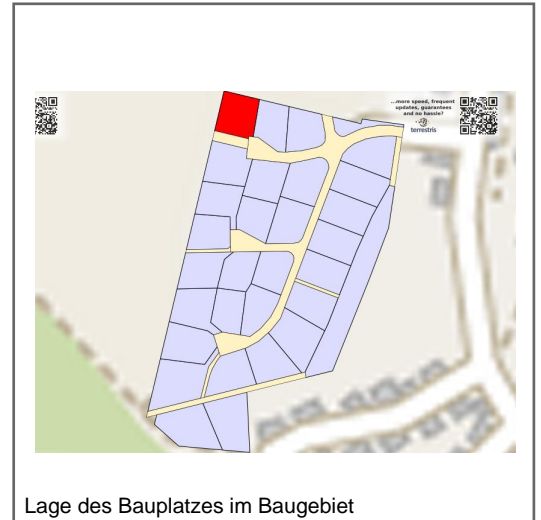 ...more speed, frequent
updates, guarantees
and no hassle?
terrestris
Lage des Bauplatzes im Baugebiet